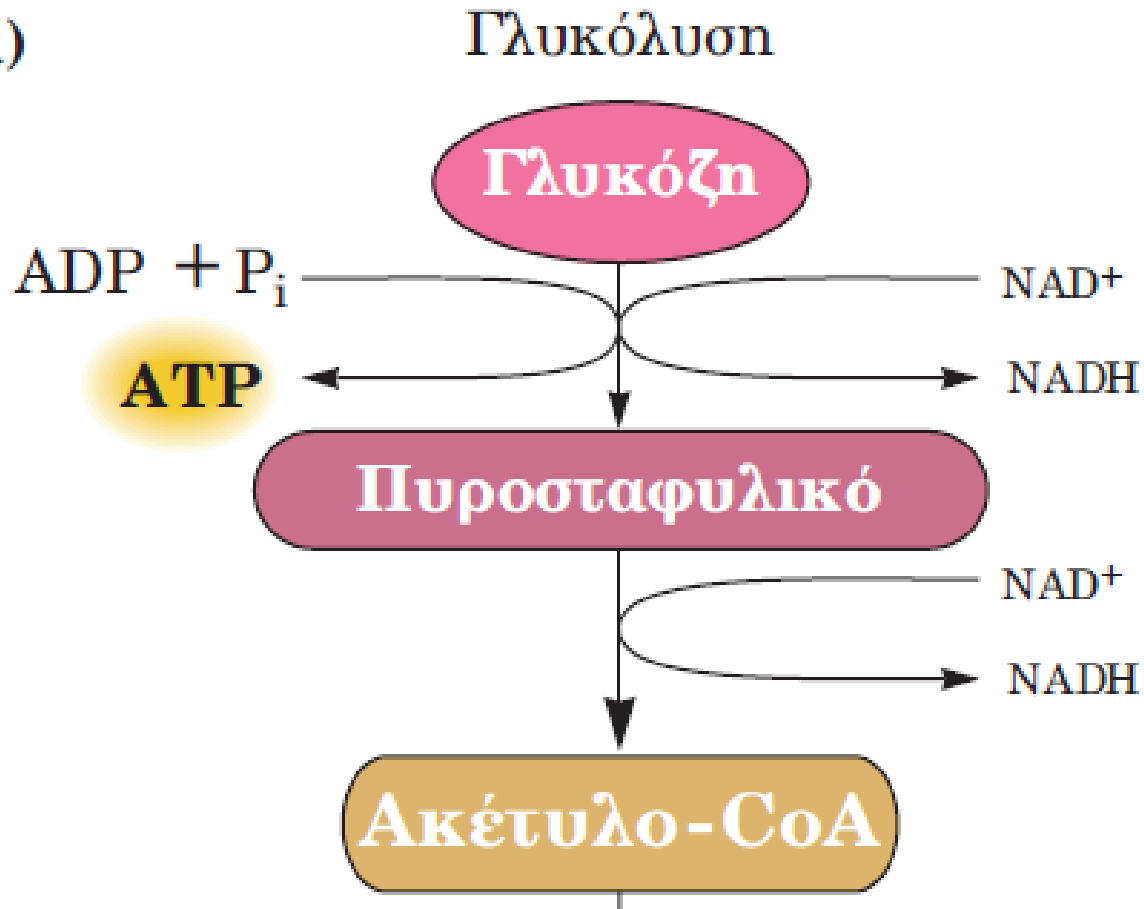 Γλυκόλυση
Γλυκόζη
ADP + Pi
NAD+
ATP
NADH
Πυροσταφυλικό
NAD+
NADH
Ακέτυλο-CoA